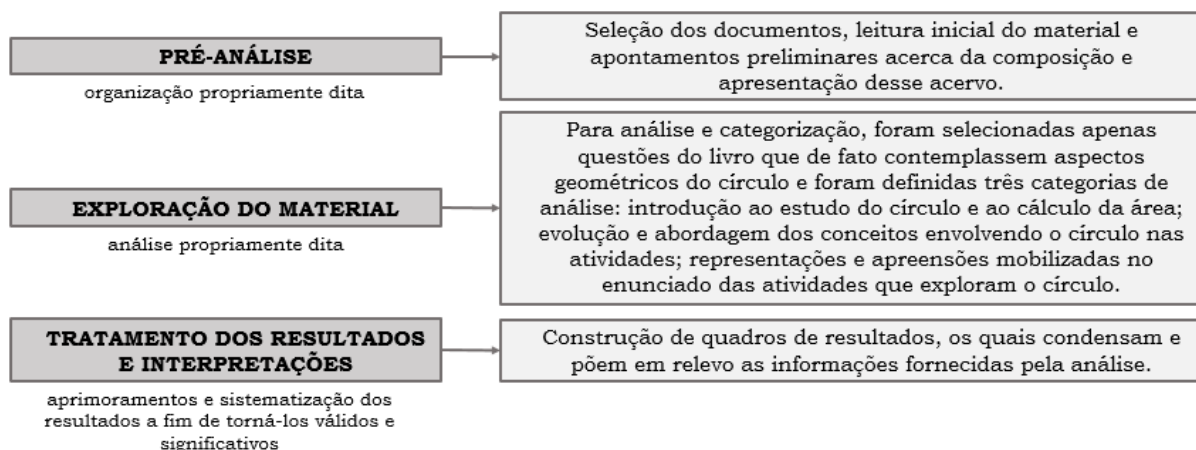 PRÉ-ANÁLISE
organização propriamente dita
Seleção dos documentos, leitura inicial do material e
apontamentos preliminares acerca da composição e
apresentação desse acervo.
EXPLORAÇÃO DO MATERIAL
análise propriamente dita
Para análise e categorização, foram selecionadas apenas
questões do livro que de fato contemplassem aspectos
geométricos do círculo e foram definidas três categorias de
análise: introdução ao estudo do círculo e ao cálculo da área;
evolução e abordagem dos conceitos envolvendo o círculo nas
atividades; representações e apreensões mobilizadas no
enunciado das atividades que exploram o círculo.
TRATAMENTO DOS RESULTADOS
E INTERPRETAÇÕES
aprimoramentos e sistematização dos
resultados a fim de torná-los válidos e
significativos
Construção de quadros de resultados, os quais condensam e
põem em relevo as informações fornecidas pela análise.